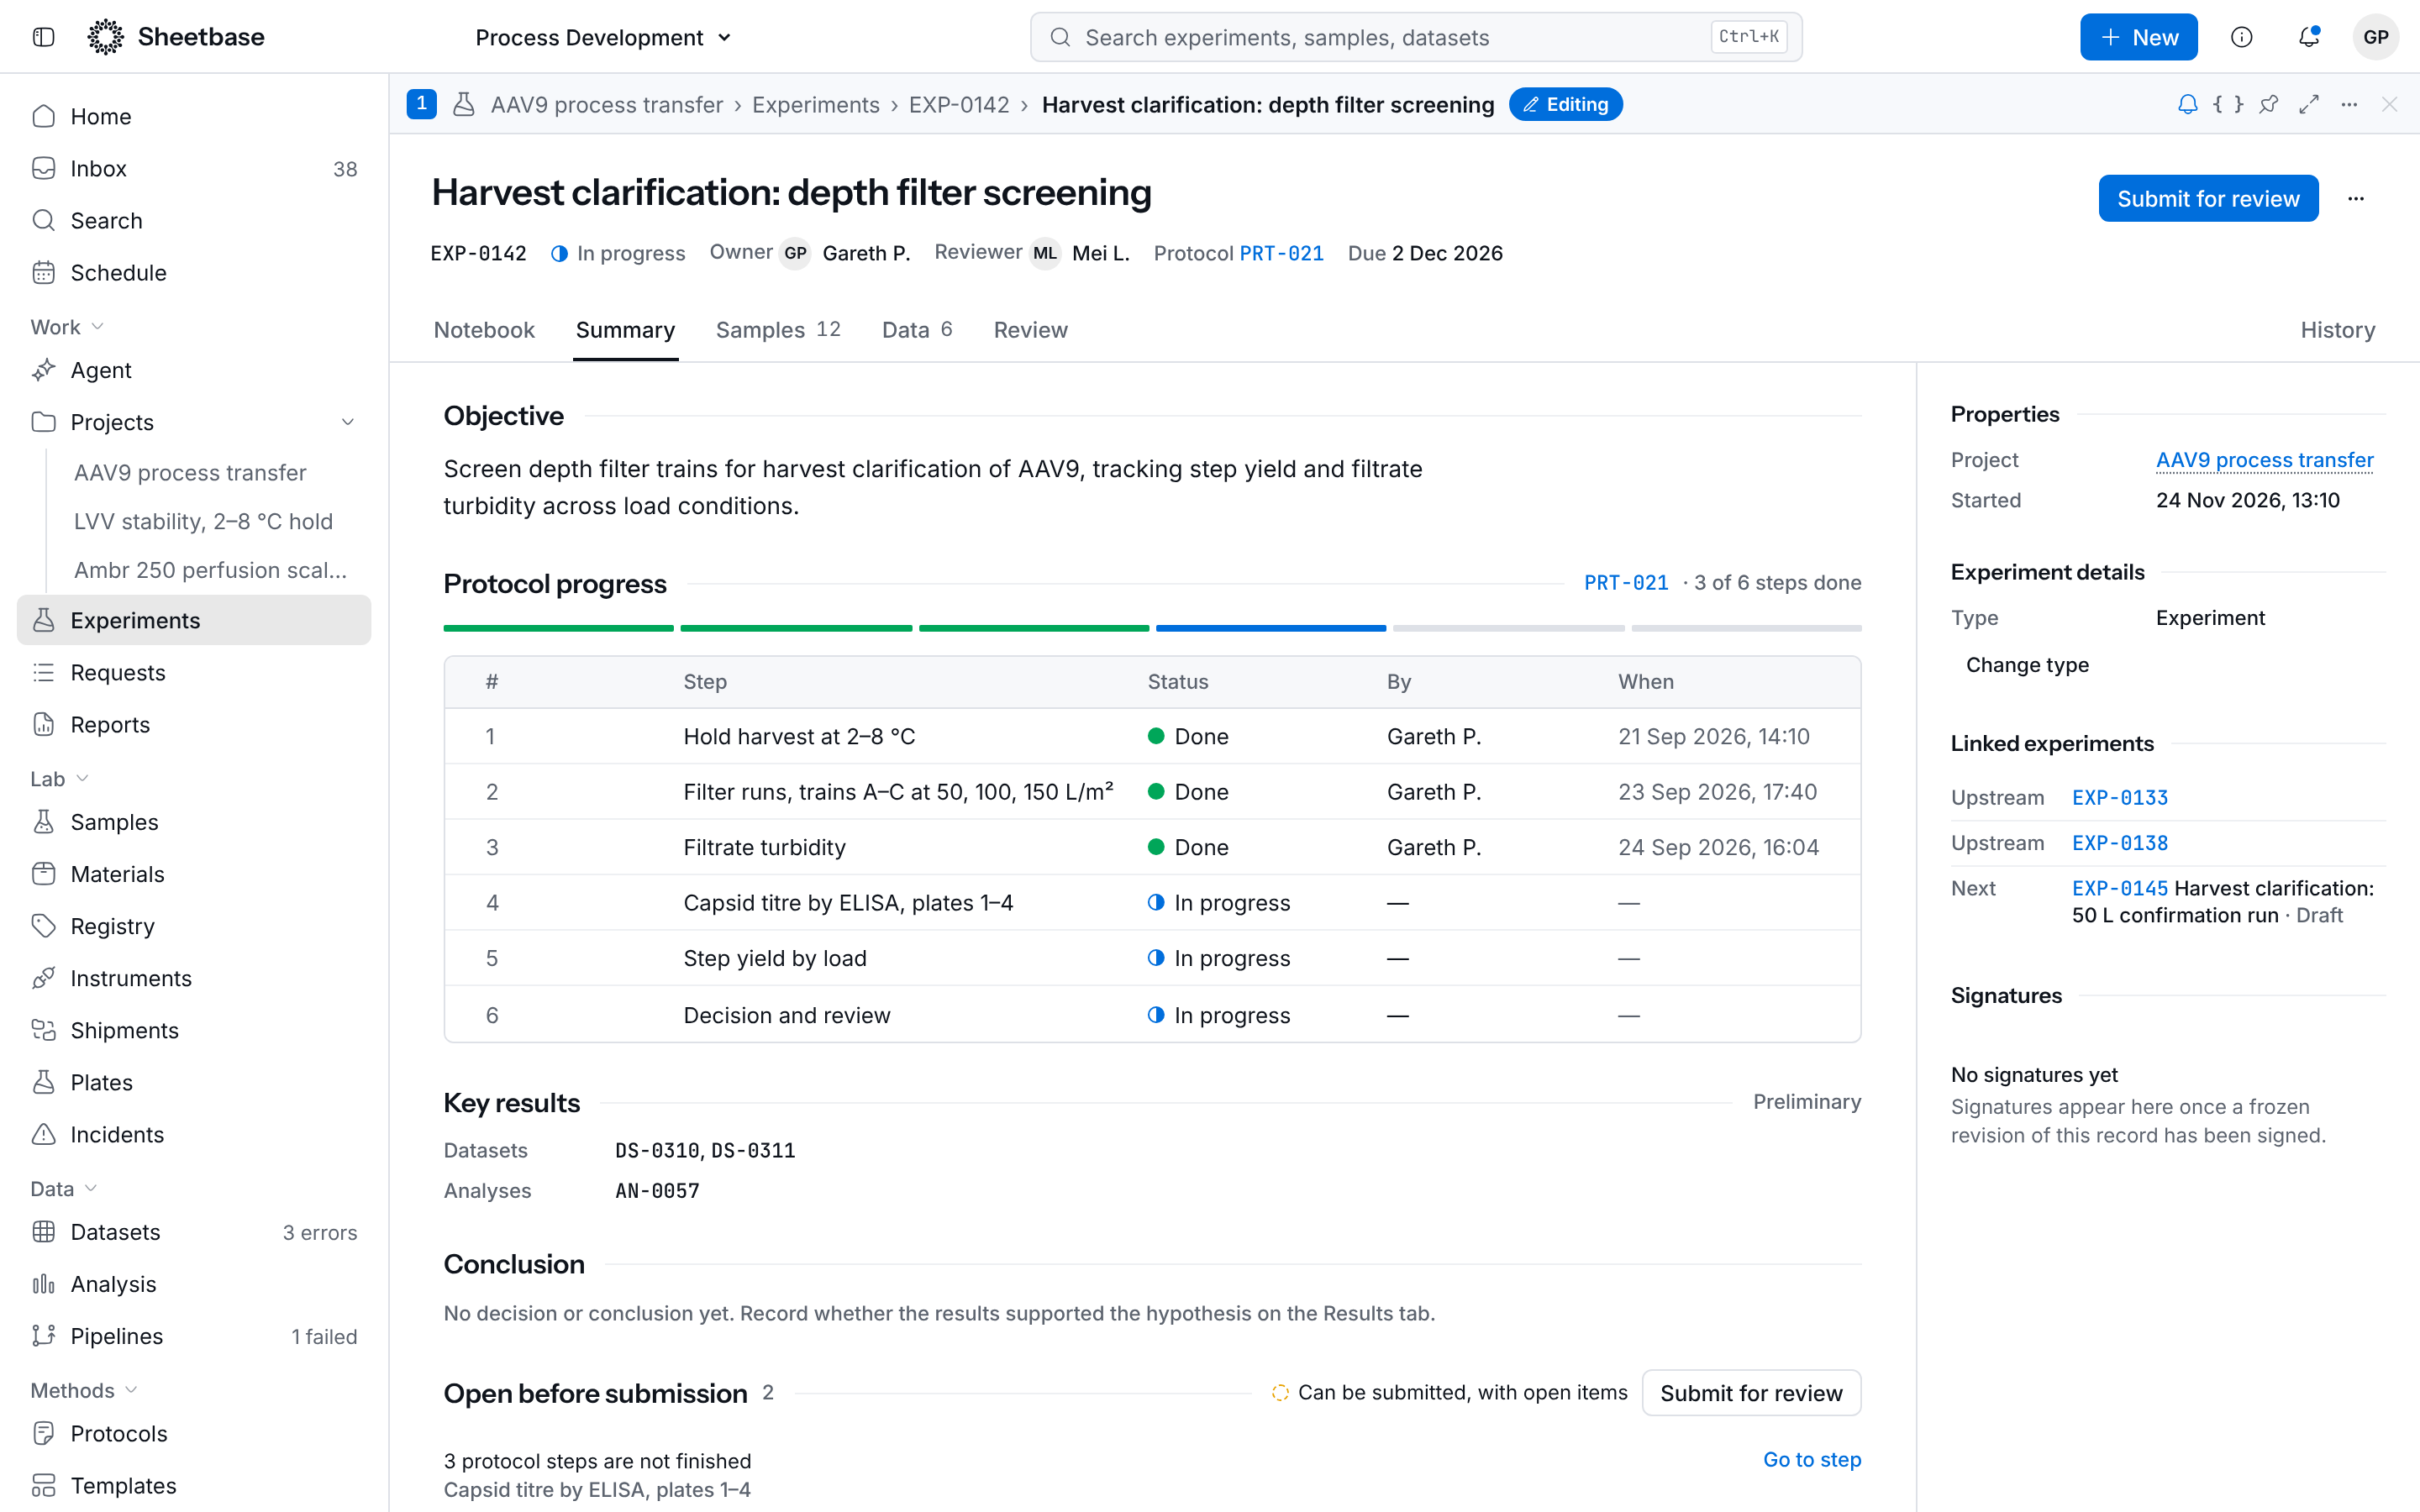 Sheetbase
Process Development
Search experiments, samples, datasets
Ctrl+K
New
GP
Home
Inbox 38
Search
Schedule
Work
Agent
Projects
AAV9 process transfer
LVV stability, 2–8 °C hold
Ambr 250 perfusion scal...
Experiments
Requests
Reports
Lab
Samples
Materials
Registry
Instruments
Shipments
Plates
Incidents
Data
Datasets 3 errors
Analysis
Pipelines 1 failed
Methods
Protocols
Templates
1 AAV9 process transfer › Experiments › EXP-0142 › Harvest clarification: depth filter screening Editing
Harvest clarification: depth filter screening
Submit for review
EXP-0142 In progress Owner GP Gareth P. Reviewer ML Mei L. Protocol PRT-021 Due 2 Dec 2026
Notebook Summary Samples 12 Data 6 Review History
Objective
Screen depth filter trains for harvest clarification of AAV9, tracking step yield and filtrate
turbidity across load conditions.
Protocol progress PRT-021 · 3 of 6 steps done
# Step Status By When
1 Hold harvest at 2–8 °C Done Gareth P. 21 Sep 2026, 14:10
2 Filter runs, trains A–C at 50, 100, 150 L/m² Done Gareth P. 23 Sep 2026, 17:40
3 Filtrate turbidity Done Gareth P. 24 Sep 2026, 16:04
4 Capsid titre by ELISA, plates 1–4 In progress — —
5 Step yield by load In progress — —
6 Decision and review In progress — —
Key results Preliminary
Datasets DS-0310, DS-0311
Analyses AN-0057
Conclusion
No decision or conclusion yet. Record whether the results supported the hypothesis on the Results tab.
Open before submission 2 Can be submitted, with open items Submit for review
3 protocol steps are not finished Go to step
Capsid titre by ELISA, plates 1–4
Properties
Project AAV9 process transfer
Started 24 Nov 2026, 13:10
Experiment details
Type Experiment
Change type
Linked experiments
Upstream EXP-0133
Upstream EXP-0138
Next EXP-0145 Harvest clarification:
50 L confirmation run · Draft
Signatures
No signatures yet
Signatures appear here once a frozen
revision of this record has been signed.